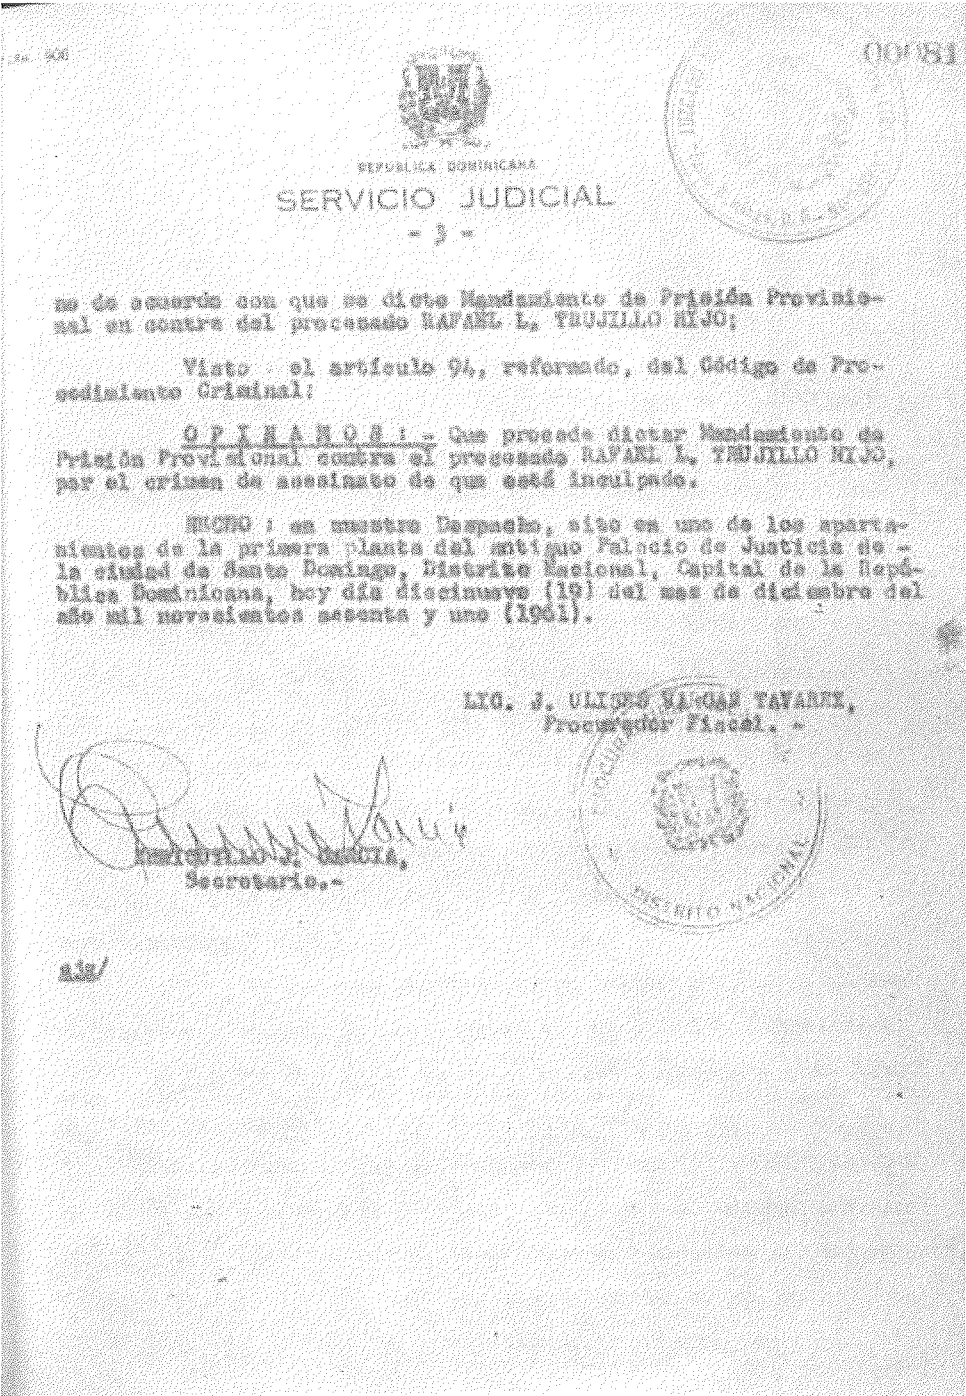 00081
REPUBLICA DOMINICANA
SERVICIO JUDICIAL
- 3 -
mo de acuerdo con que se dicte Mandamiento de Prisión Provisio-
nal en contra del procesado RAFAEL L. TRUJILLO HIJO;
Visto el artículo 94, reformado, del Código de Pro-
cedimiento Criminal;
O P I N A M O S : - Que procede dictar Mandamiento de
Prisión Provisional contra el procesado RAFAEL L. TRUJILLO HIJO,
por el crimen de asesinato de que está inculpado.
HECHO : en nuestro Despacho, sito en uno de los aparta-
mientos de la primera planta del antiguo Palacio de Justicia de -
la ciudad de Santo Domingo, Distrito Nacional, Capital de la Repú-
blica Dominicana, hoy día diecinueve (19) del mes de diciembre del
año mil novecientos sesenta y uno (1961).
LIC. J. ULISES VARGAS TAVAREZ,
Procurador Fiscal. -
J. GARCIA,
Secretario.-
DISTRITO NACIONAL